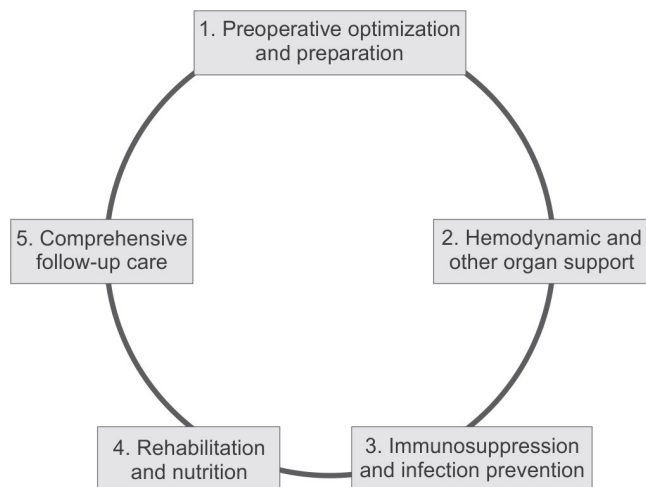 1. Preoperative optimization
and preparation
2. Hemodynamic and
other organ support
3. Immunosuppression
and infection prevention
4. Rehabilitation
and nutrition
5. Comprehensive
follow-up care